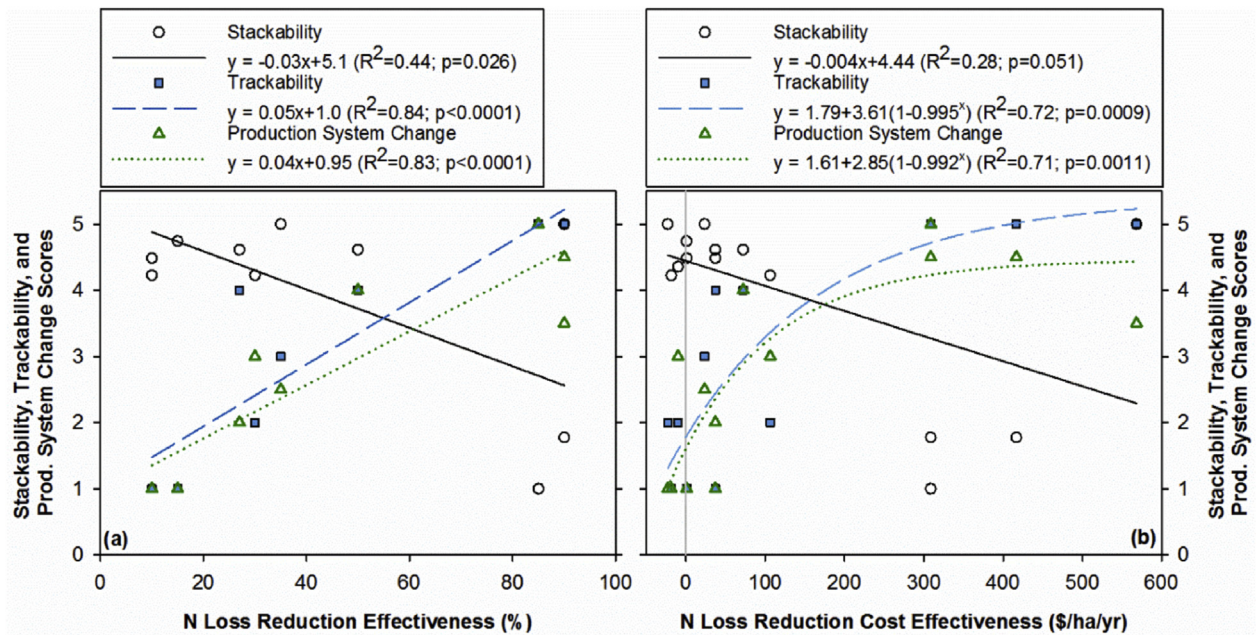 Stackability
y = -0.03x+5.1 (R2=0.44; p=0.026)
Trackability
y = 0.05x+1.0 (R2=0.84; p<0.0001)
Production System Change
y = 0.04x+0.95 (R2=0.83; p<0.0001)
Stackability
y = -0.004x+4.44 (R2=0.28; p=0.051)
Trackability
y = 1.79+3.61(1-0.995x) (R2=0.72; p=0.0009)
Production System Change
y = 1.61+2.85(1-0.992x) (R2=0.71; p=0.0011)
Stackability, Trackability, and
Prod. System Change Scores
5
4
3
2
1
0
(a)
0 20 40 60 80 100
N Loss Reduction Effectiveness (%)
(b)
0 100 200 300 400 500 600
N Loss Reduction Cost Effectiveness ($/ha/yr)
5
4
3
2
1
0
Stackability, Trackability, and
Prod. System Change Scores